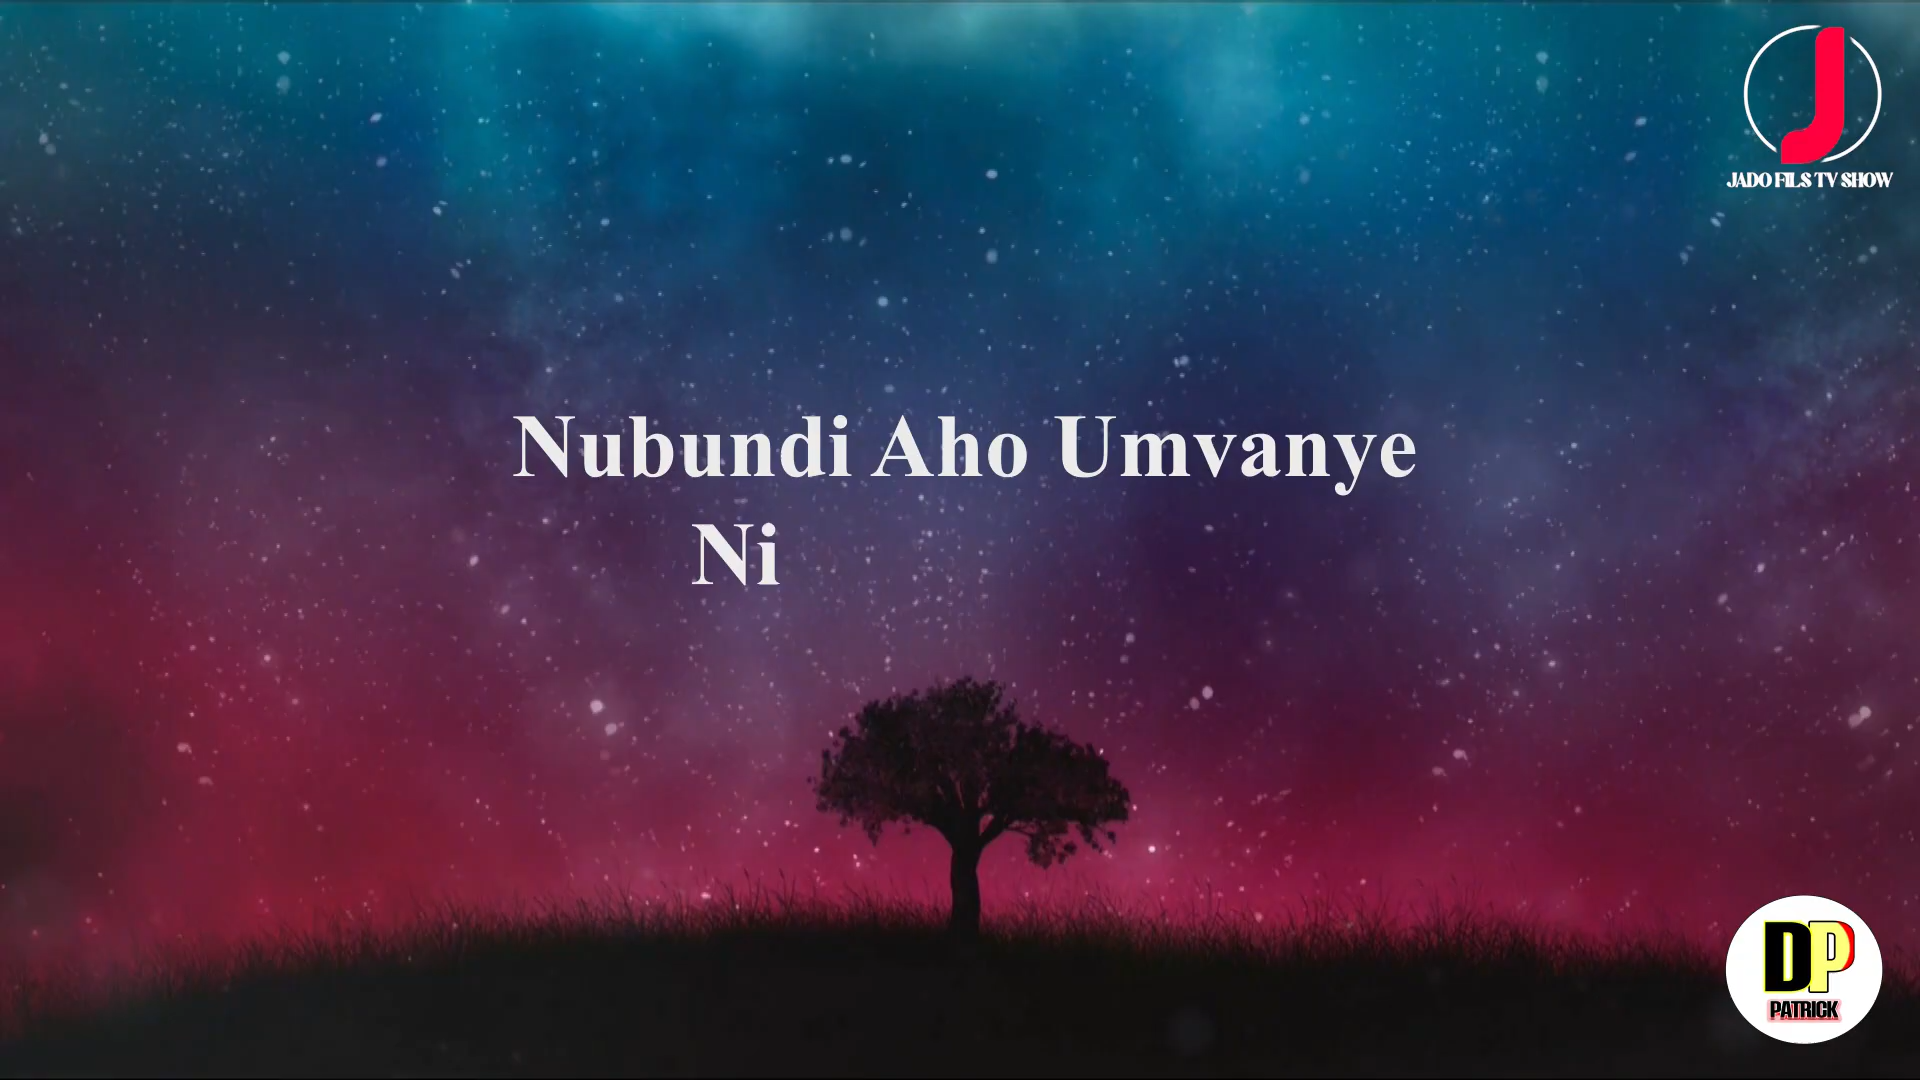 JADO FILS TV SHOW
Nubundi Aho Umvanye
Ni
DP
PATRICK